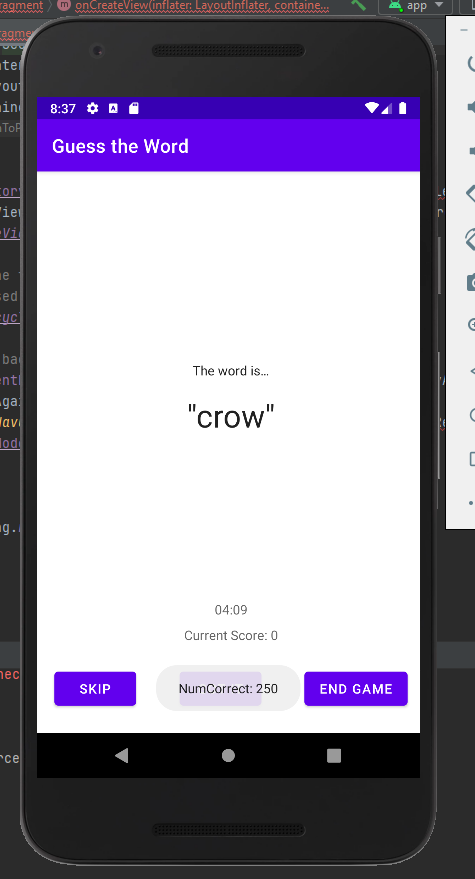 ragment > m onCreateView(inflater: LayoutInflater, containe...
app
8:37
Guess the Word
The word is...
"crow"
04:09
Current Score: 0
SKIP
NumCorrect: 250
END GAME